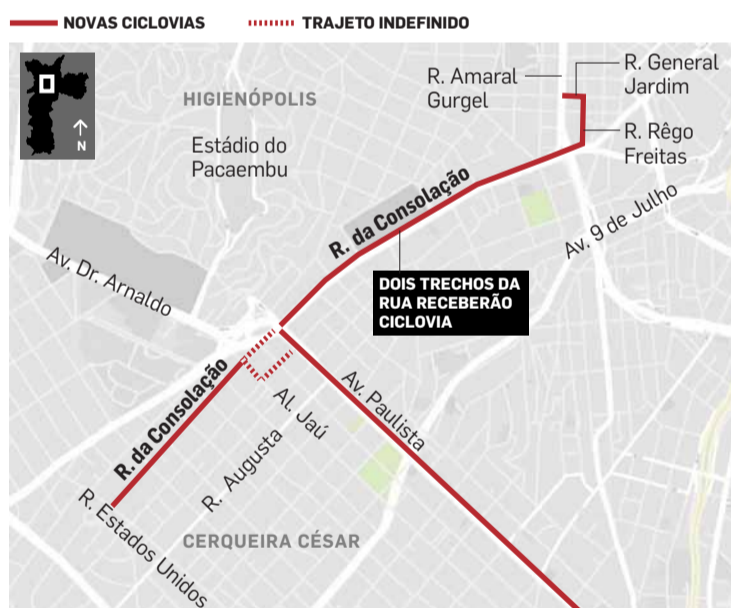 NOVAS CICLOVIAS
TRAJETO INDEFINIDO
N
HIGIENÓPOLIS
Estádio do
Pacaembu
R. Amaral
Gurgel
R. General
Jardim
R. Rêgo
Freitas
R. da Consolação
Av. 9 de Julho
Av. Dr. Arnaldo
DOIS TRECHOS DA
RUA RECEBERÃO
CICLOVIA
R. da Consolação
Al. Jaú
Av. Paulista
R. Augusta
R. Estados Unidos
CERQUEIRA CÉSAR